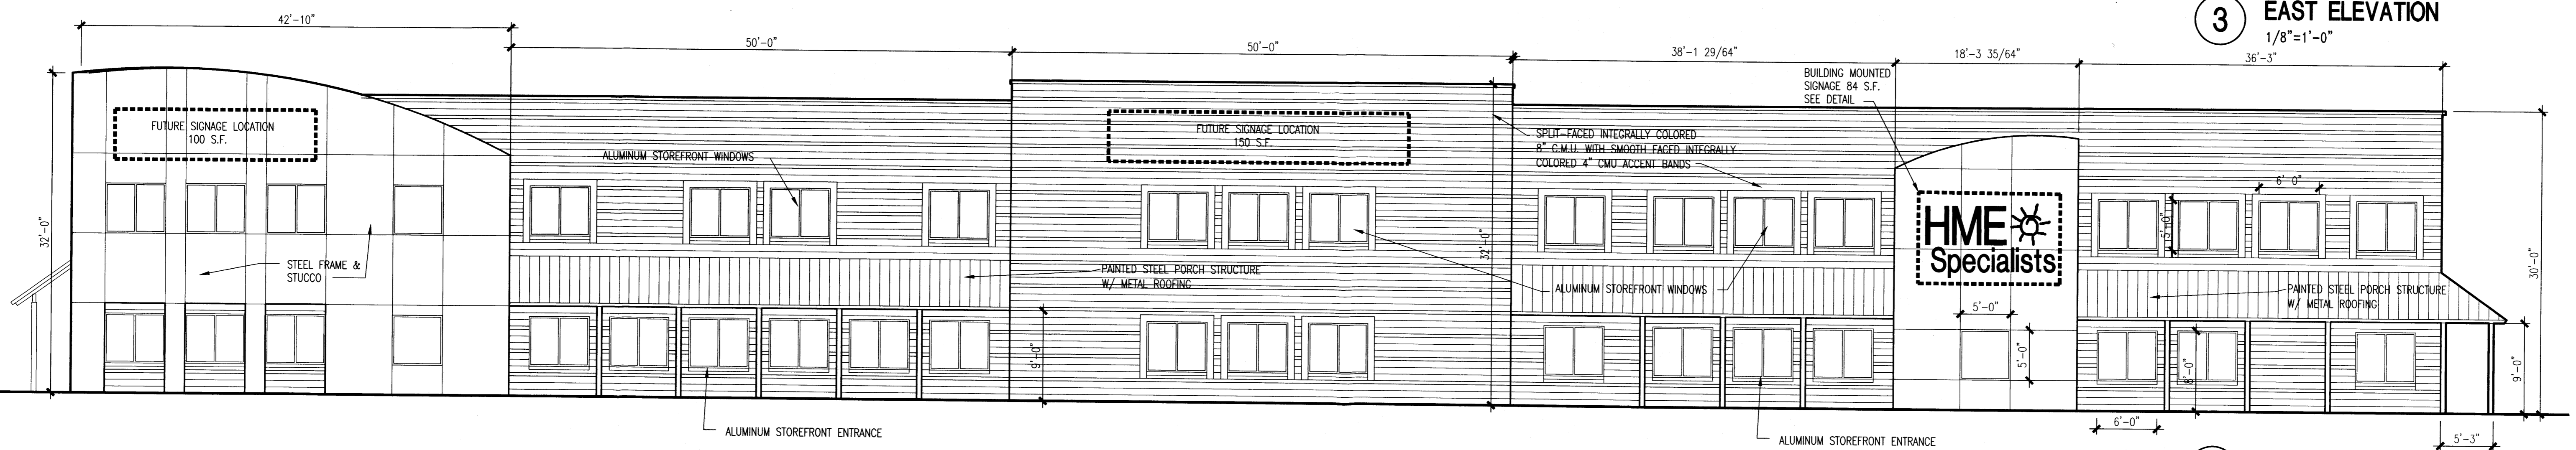 3
EAST ELEVATION
1/8"=1'-0"
42'-10"
50'-0"
50'-0"
38'-1 29/64"
18'-3 35/64"
36'-3"
BUILDING MOUNTED
SIGNAGE 84 S.F.
SEE DETAIL
FUTURE SIGNAGE LOCATION
100 S.F.
FUTURE SIGNAGE LOCATION
150 S.F.
SPLIT-FACED INTEGRALLY COLORED
8" C.M.U. WITH SMOOTH FACED INTEGRALLY
COLORED 4" CMU ACCENT BANDS
ALUMINUM STOREFRONT WINDOWS
6'-0"
5'-0"
HME
Specialists
32'-0"
32'-0"
30'-0"
STEEL FRAME &
STUCCO
PAINTED STEEL PORCH STRUCTURE
W/ METAL ROOFING
ALUMINUM STOREFRONT WINDOWS
PAINTED STEEL PORCH STRUCTURE
W/ METAL ROOFING
5'-0"
9'-0"
5'-0"
8'-0"
9'-0"
6'-0"
5'-3"
ALUMINUM STOREFRONT ENTRANCE
ALUMINUM STOREFRONT ENTRANCE